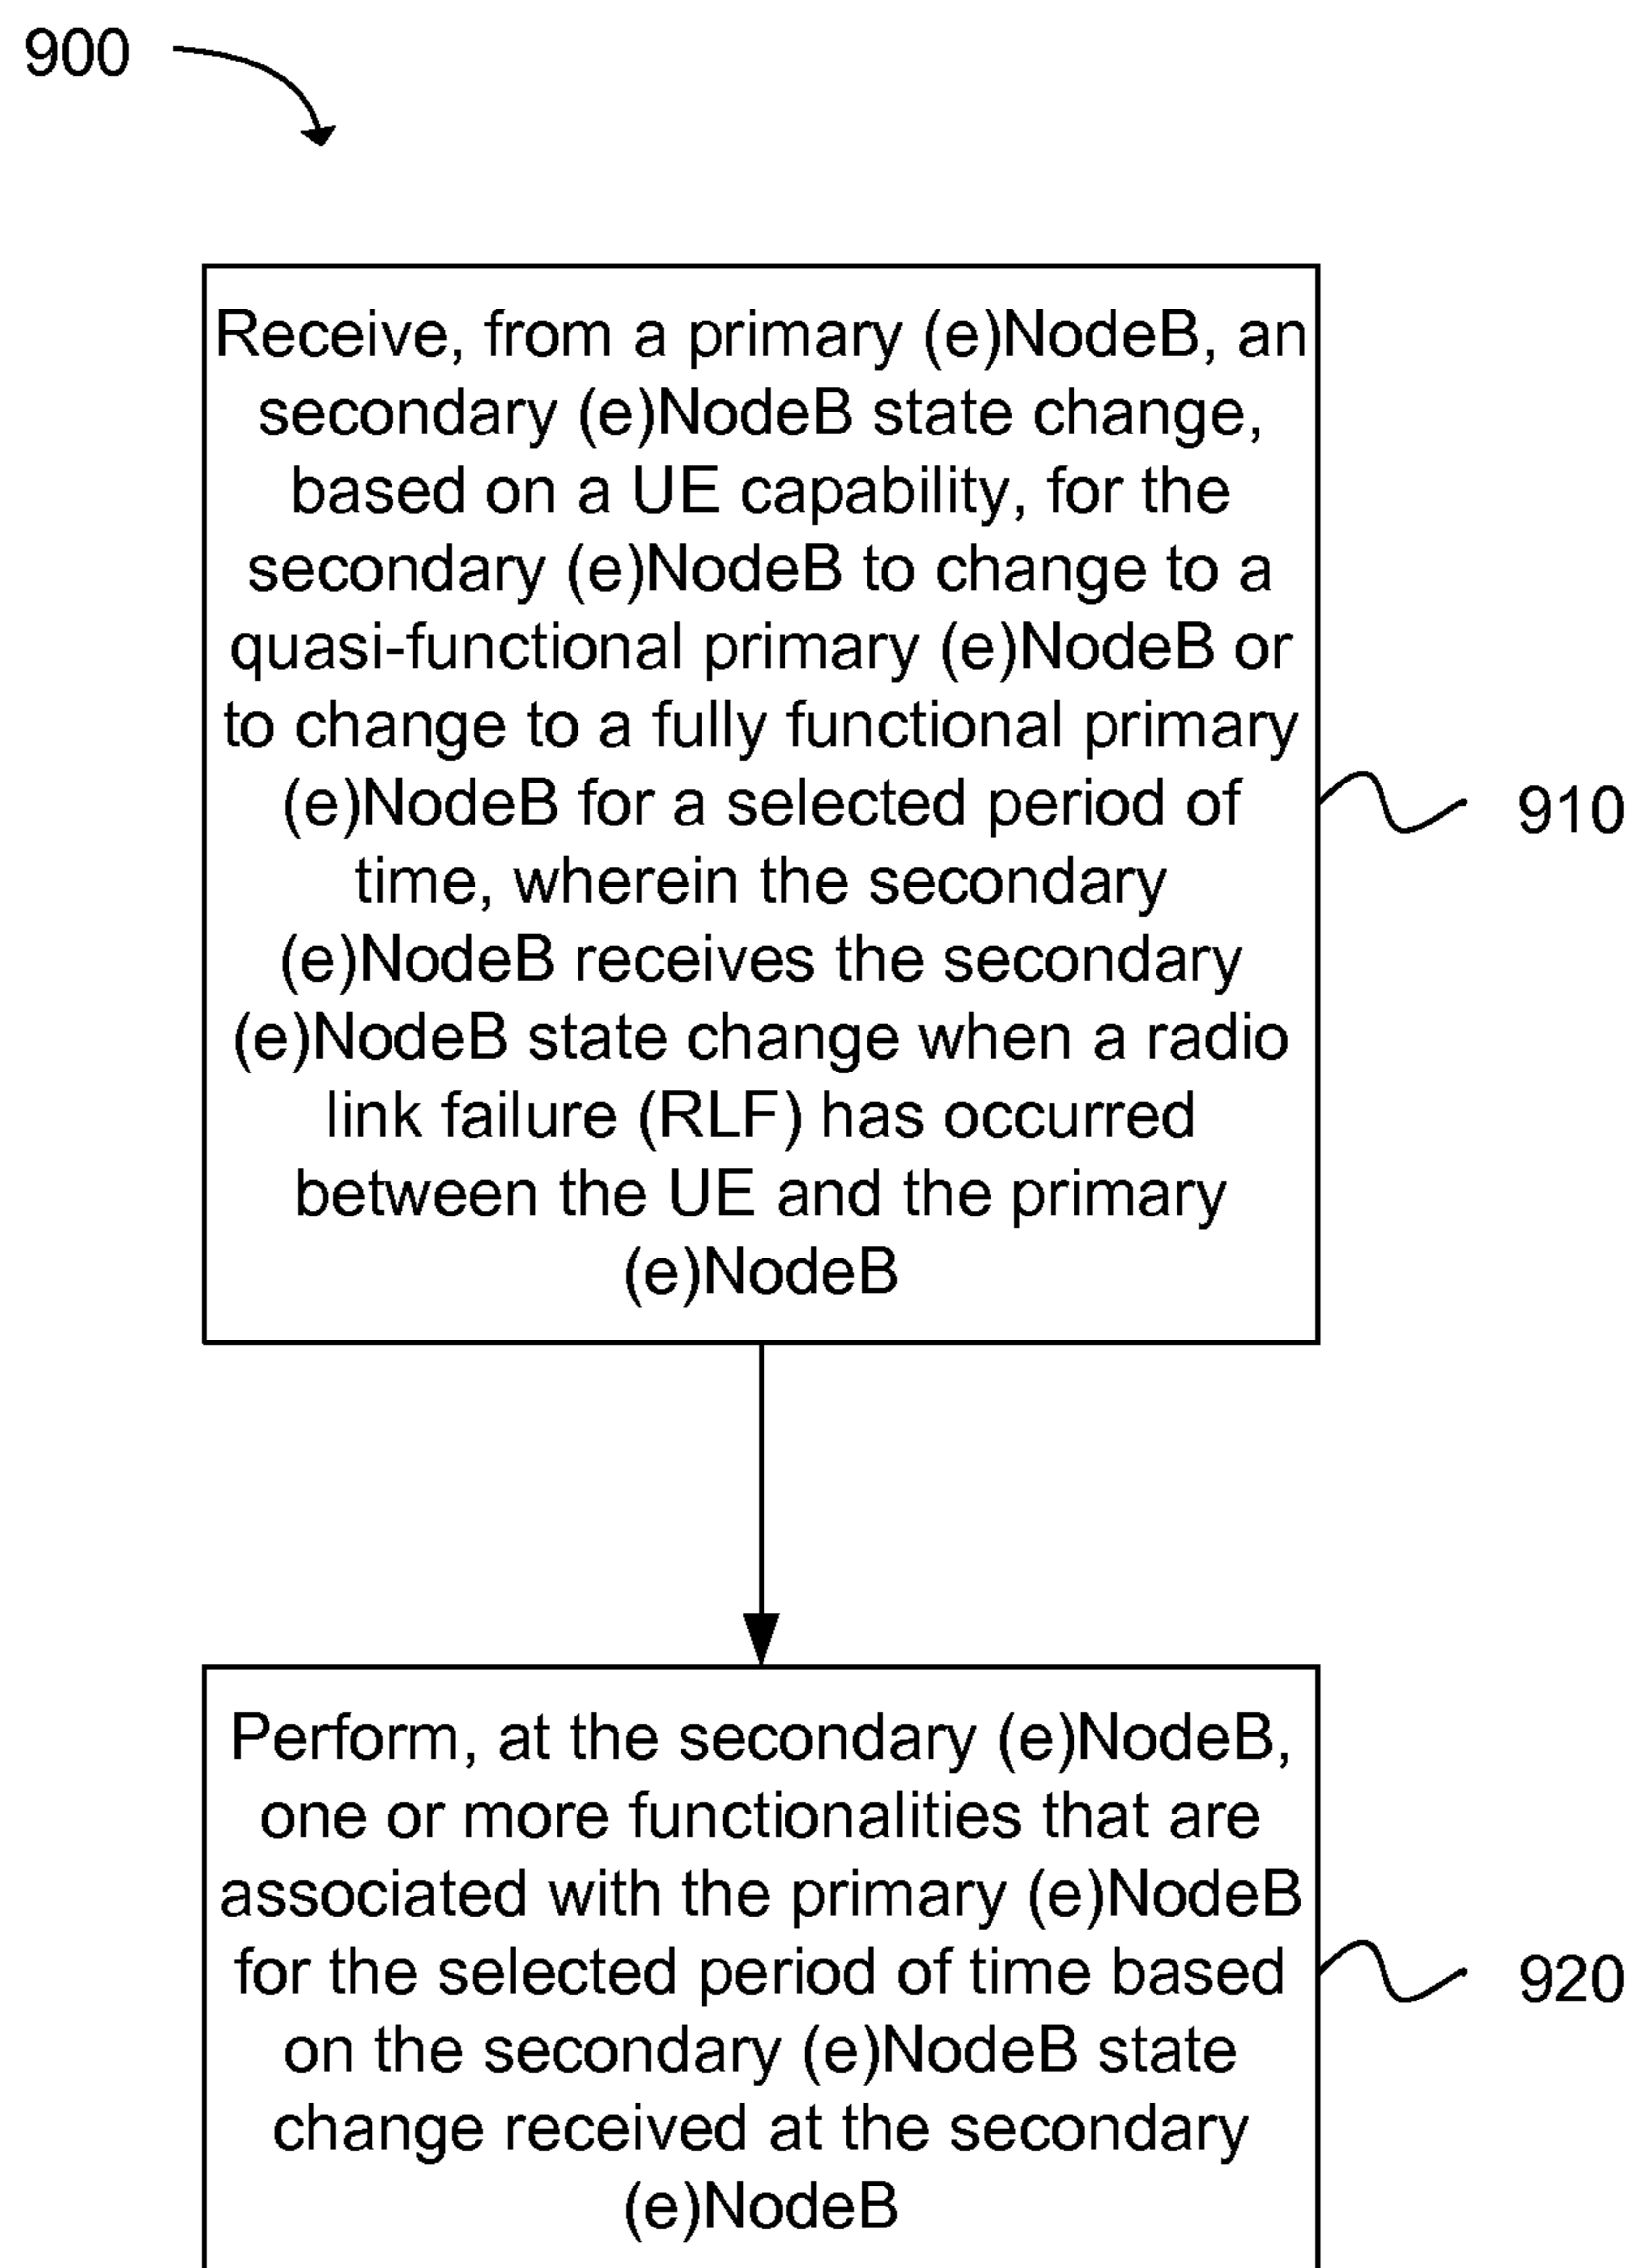 900
Receive, from a primary (e)NodeB, an
secondary (e)NodeB state change,
based on a UE capability, for the
secondary (e)NodeB to change to a
quasi-functional primary (e)NodeB or
to change to a fully functional primary
(e)NodeB for a selected period of
time, wherein the secondary
(e)NodeB receives the secondary
(e)NodeB state change when a radio
link failure (RLF) has occurred
between the UE and the primary
(e)NodeB
910
Perform, at the secondary (e)NodeB,
one or more functionalities that are
associated with the primary (e)NodeB
for the selected period of time based
on the secondary (e)NodeB state
change received at the secondary
(e)NodeB
920